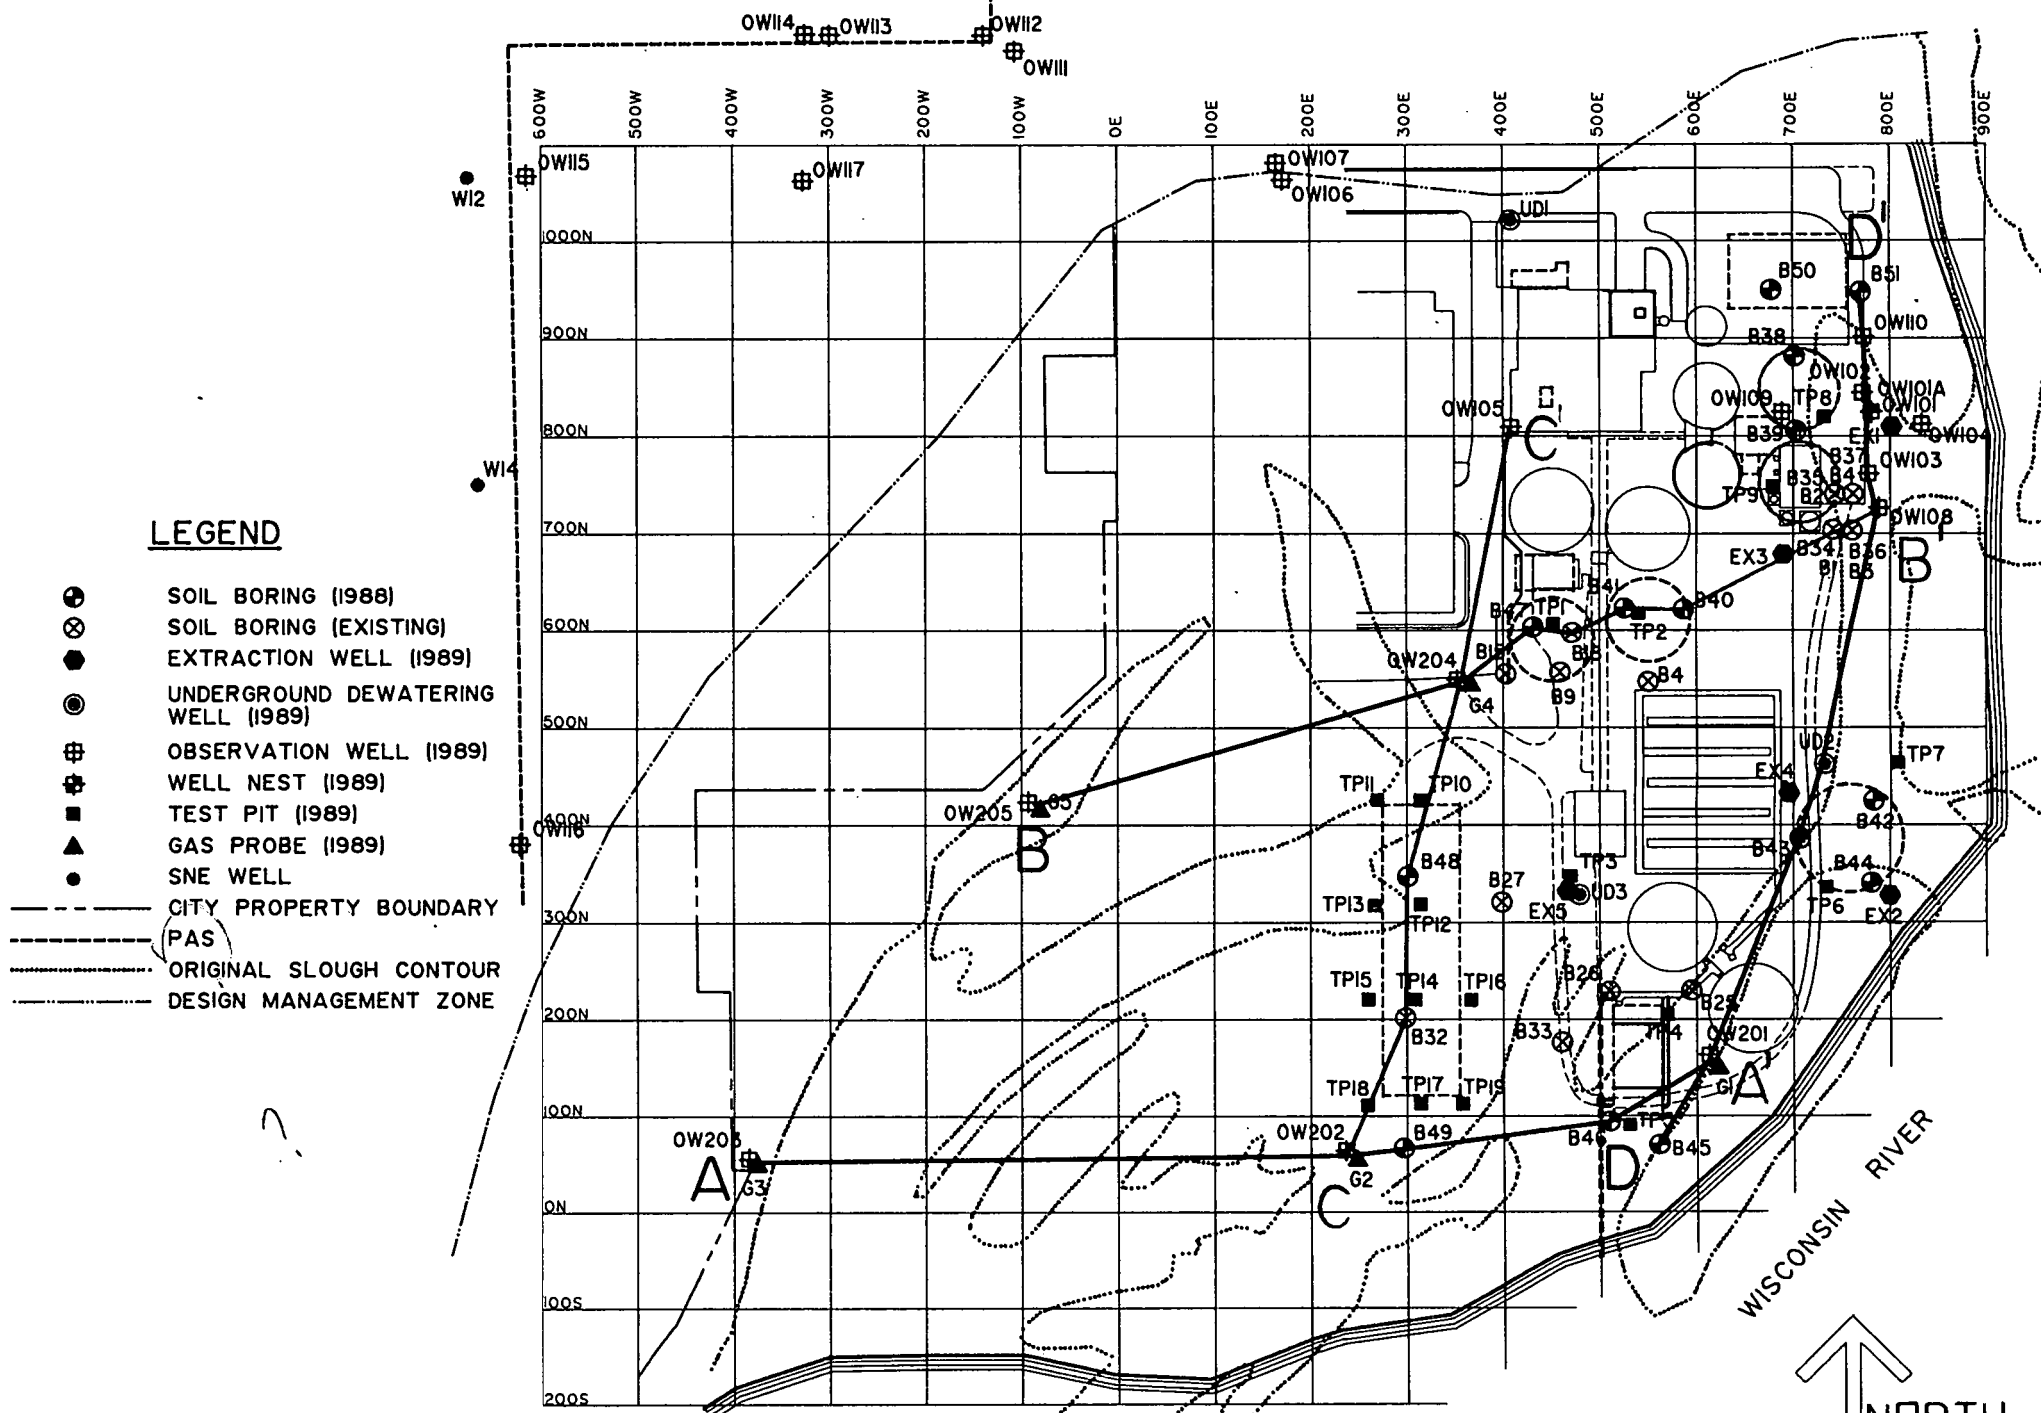 OW114
OW113
OW112
OW111
600W
500W
400W
300W
200W
100W
0E
100E
200E
300E
400E
500E
600E
700E
800E
900E
OW115
W12
OW117
OW107
OW106
UD1
1000N
D'
B50
B51
OW110
900N
B38
OW102
OW101A
OW105
C'
OW109
TP8
OW101
800N
B39
EX1
OW104
B37
OW103
W14
B35
B4
TP9
B2
OW108
700N
EX3
B34
B36
B'
B1
B3
B41
B47
TP1
B40
600N
TP2
OW204
B15
B18
B9
B4
G4
500N
UD2
TP7
EX4
TP11
TP10
OW205
G5
B42
400N
B
OW116
B43
B48
TP3
B44
B27
TP13
TP12
EX5
UD3
TP6
EX2
300N
B26
TP15
TP14
TP16
B25
200N
B33
B32
TP4
OW201
TP18
TP17
TP19
G1
A'
100N
OW203
OW202
B49
B46
B45
A
G3
G2
D
C
0N
100S
200S
WISCONSIN RIVER
NORTH
LEGEND
SOIL BORING (1988)
SOIL BORING (EXISTING)
EXTRACTION WELL (1989)
UNDERGROUND DEWATERING
WELL (1989)
OBSERVATION WELL (1989)
WELL NEST (1989)
TEST PIT (1989)
GAS PROBE (1989)
SNE WELL
CITY PROPERTY BOUNDARY
PAS
ORIGINAL SLOUGH CONTOUR
DESIGN MANAGEMENT ZONE